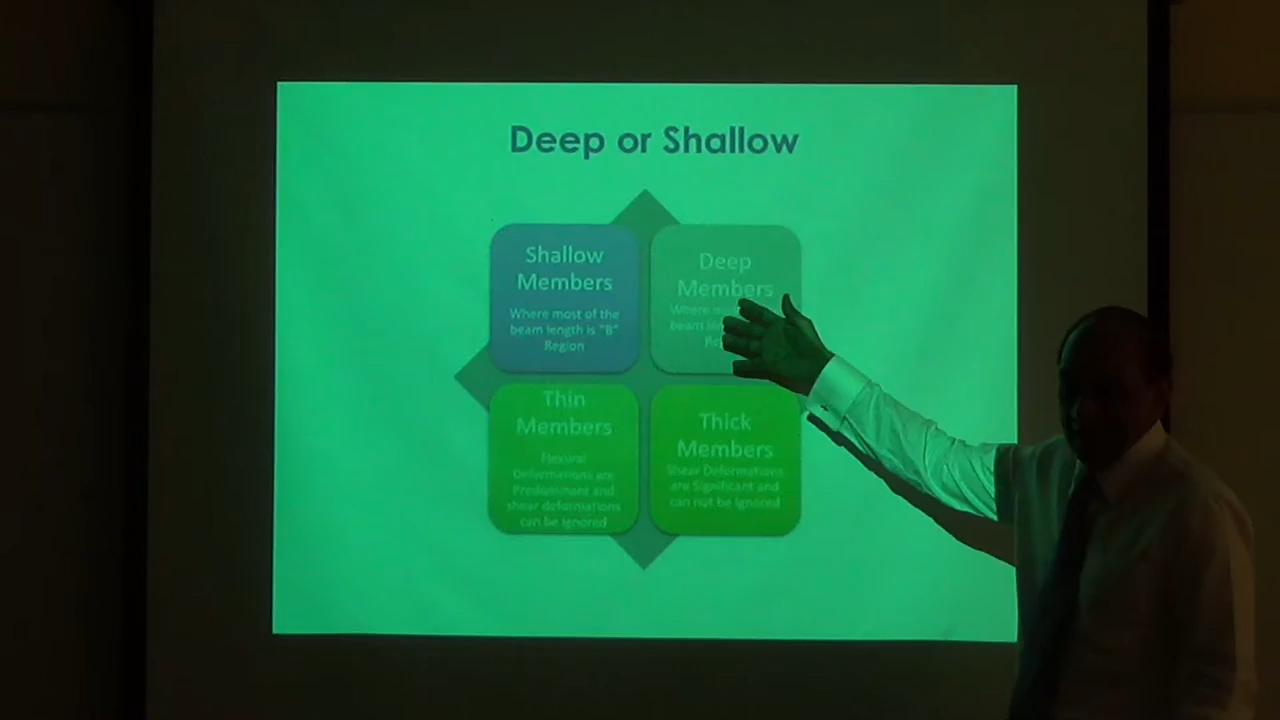 Deep or Shallow
Shallow
Members
Where most of the
beam length is "B"
Region
Deep
Members
Where
beam
Thin
Members
Flexural
Deformations are
Predominant and
shear deformations
can be Ignored
Thick
Members
Shear Deformations
are Significant and
can not be Ignored